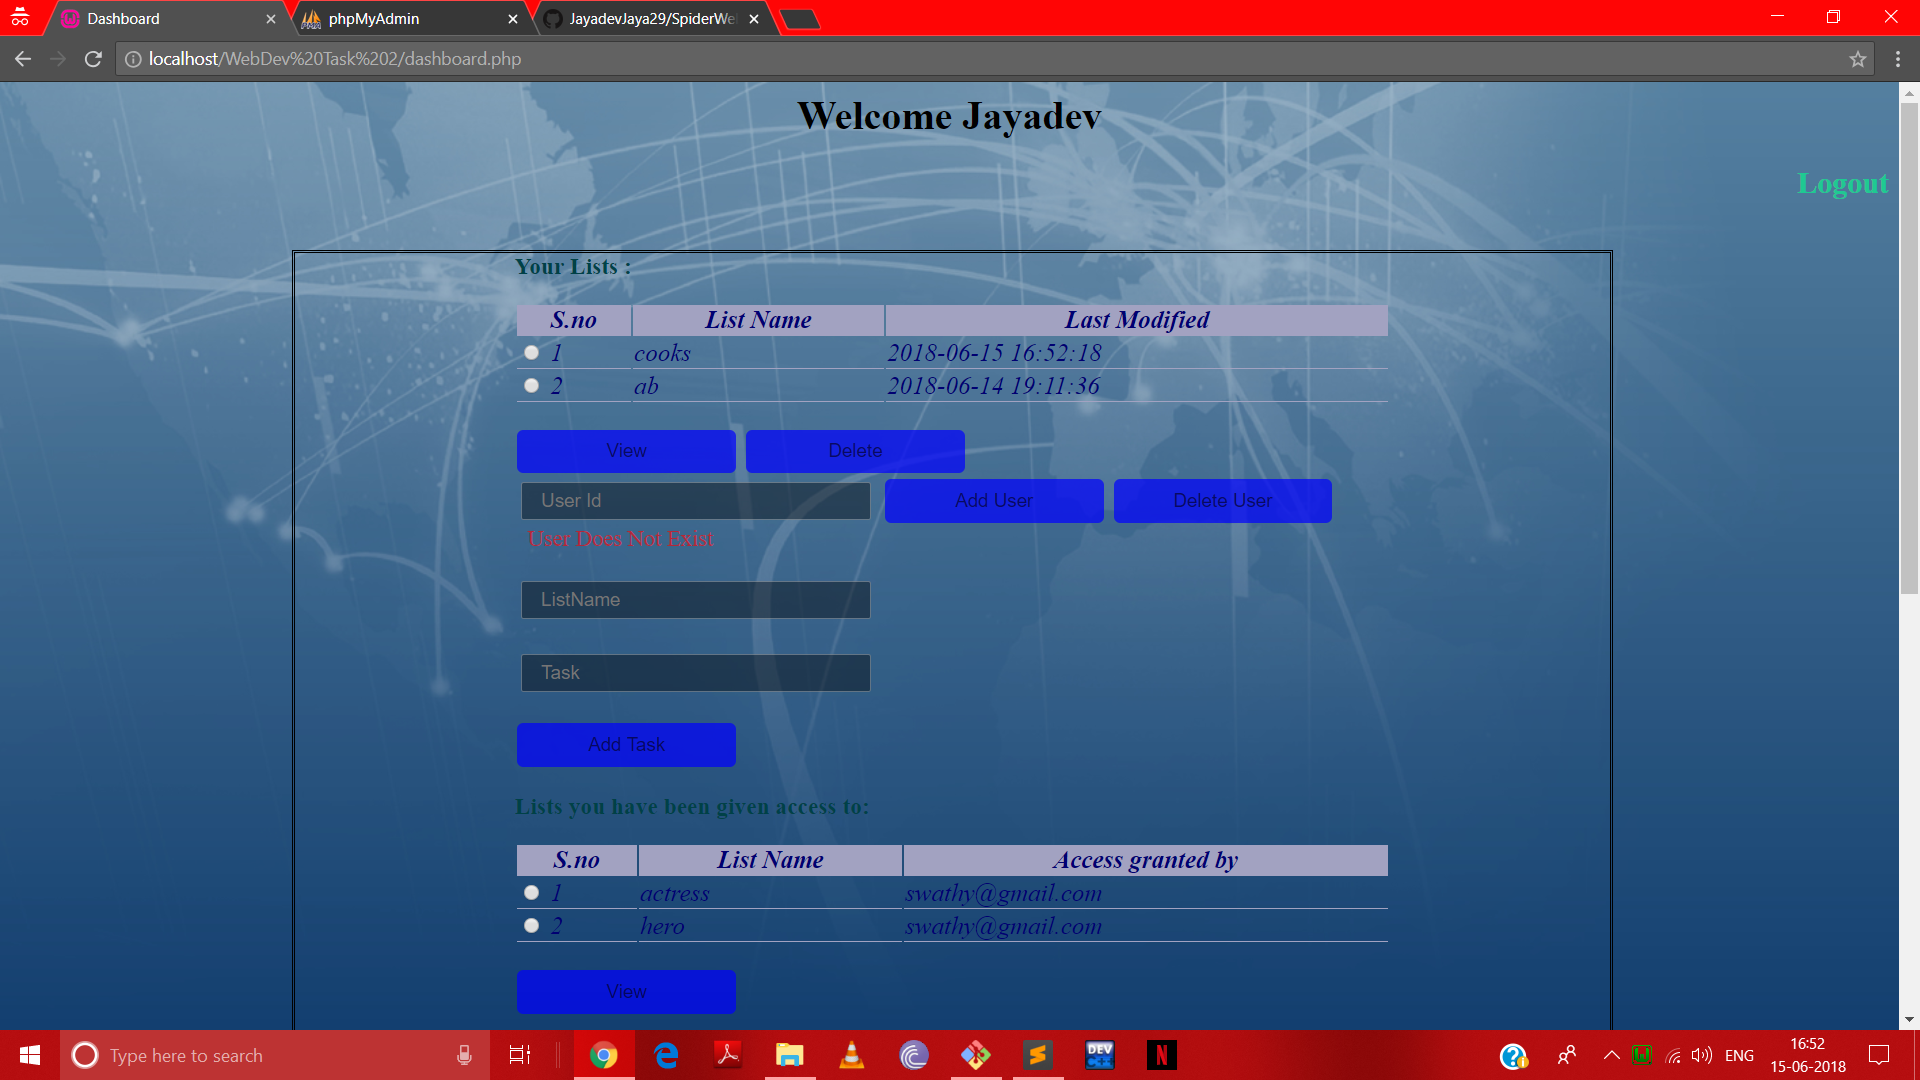 Dashboard
phpMyAdmin
JayadevJaya29/SpiderWe
localhost/WebDev%20Task%202/dashboard.php
Welcome Jayadev
Logout
Your Lists :
S.no List Name Last Modified
1 cooks 2018-06-15 16:52:18
2 ab 2018-06-14 19:11:36
View Delete
User Id Add User Delete User
User Does Not Exist
ListName
Task
Add Task
Lists you have been given access to:
S.no List Name Access granted by
1 actress swathy@gmail.com
2 hero swathy@gmail.com
View
Type here to search
DEV C++
N
ENG
16:52
15-06-2018